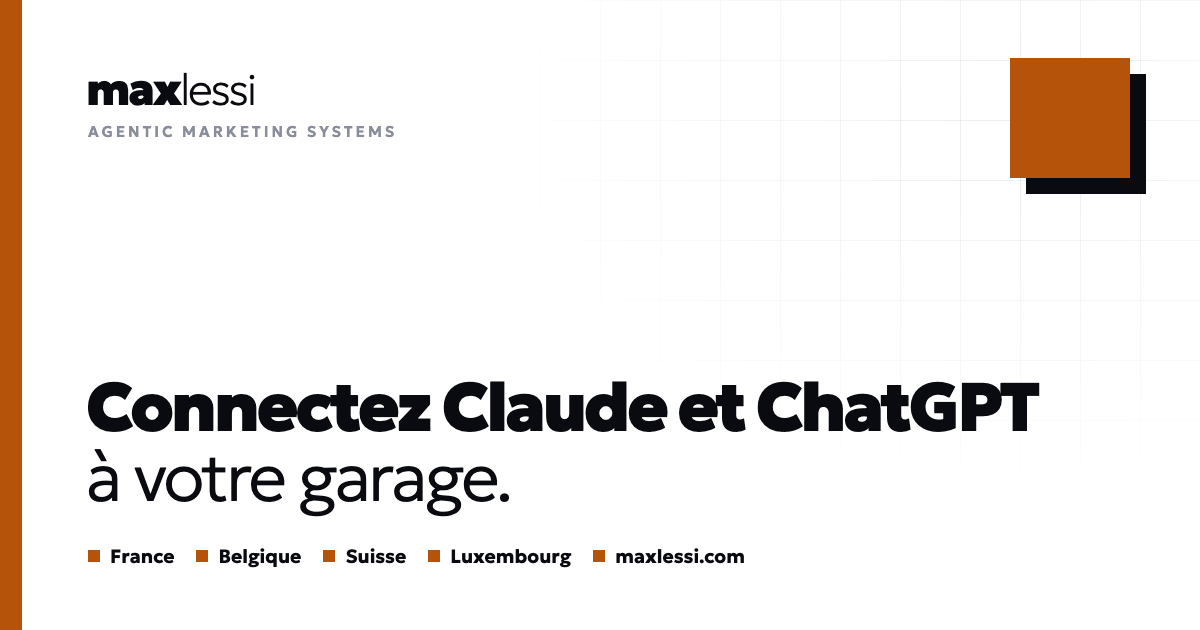 maxlessi
AGENTIC MARKETING SYSTEMS
Connectez Claude et ChatGPT
à votre garage.
France Belgique Suisse Luxembourg maxlessi.com